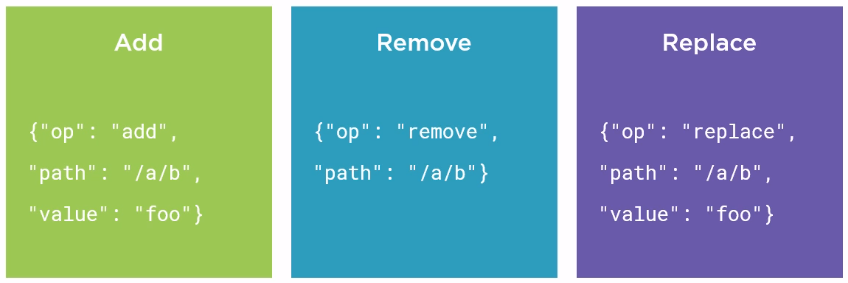 Add
{"op": "add",
"path": "/a/b",
"value": "foo"}
Remove
{"op": "remove",
"path": "/a/b"}
Replace
{"op": "replace",
"path": "/a/b",
"value": "foo"}